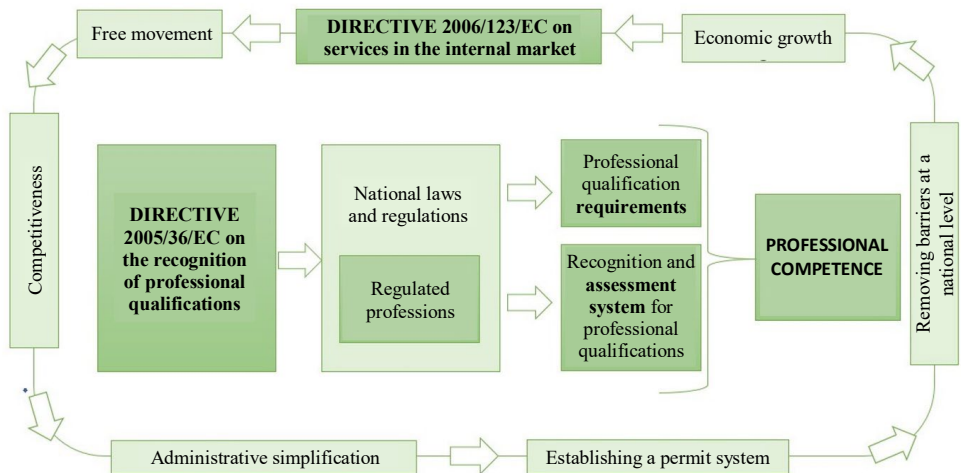 Free movement
DIRECTIVE 2006/123/EC on
services in the internal
market
Economic growth
Competitiveness
DIRECTIVE
2005/36/EC on
the recognition
of professional
qualifications
National laws
and regulations
Regulated
professions
Professional
qualification
requirements
Recognition and
assessment
system for
professional
qualifications
PROFESSIONAL
COMPETENCE
Removing barriers at a
national level
Administrative simplification
Establishing a permit system